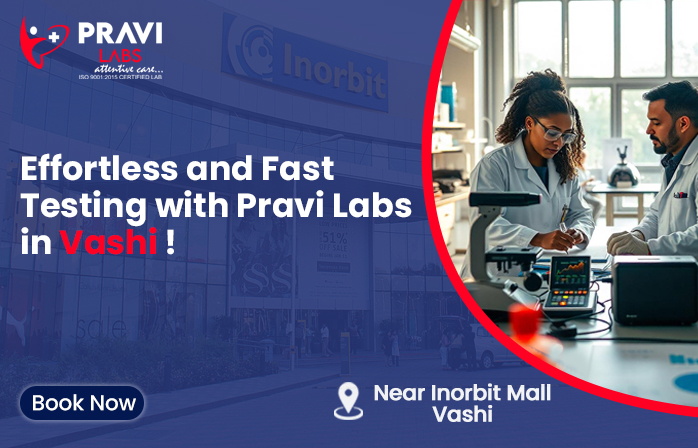 PRAVI
LABS
attentive care...
ISO 9001:2015 CERTIFIED LAB
Inorbit
Effortless and Fast
Testing with Pravi Labs
in Vashi !
51%
sale
Book Now
Near Inorbit Mall
Vashi